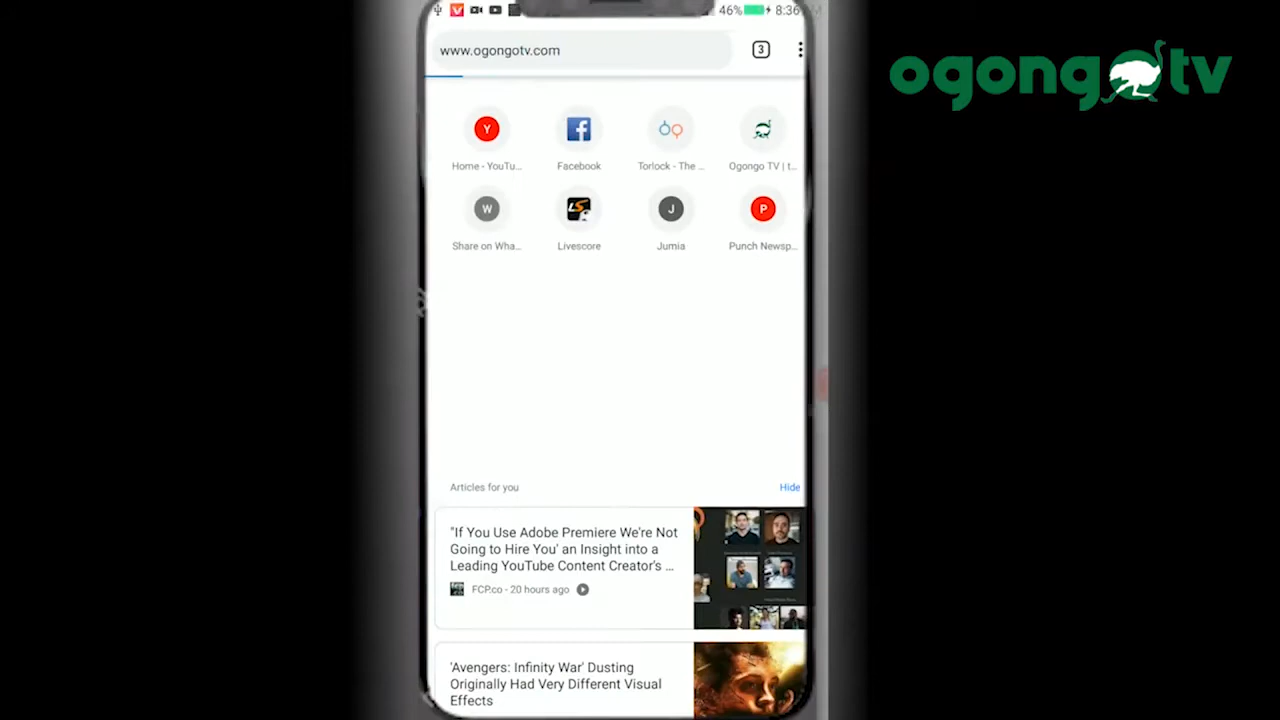 46% 8:36
www.ogongotv.com
3
ogongotv
Y
Home - YouTu...
Facebook
Torlock - The ...
Ogongo TV | t...
W
LS
J
P
Share on Wha...
Livescore
Jumia
Punch Newsp...
Articles for you
Hide
"If You Use Adobe Premiere We're Not
Going to Hire You' an Insight into a
Leading YouTube Content Creator's ...
FCP.co - 20 hours ago
'Avengers: Infinity War' Dusting
Originally Had Very Different Visual
Effects